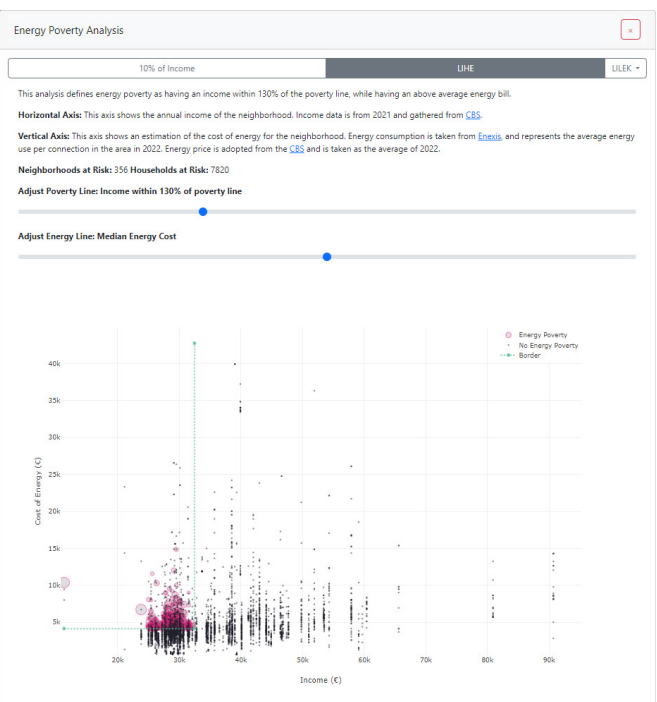 Energy Poverty Analysis
×
10% of Income
LIHE
LILEK
This analysis defines energy poverty as having an income within 130% of the poverty line, while having an above average energy bill.
Horizontal Axis: This axis shows the annual income of the neighborhood. Income data is from 2021 and gathered from CBS.
Vertical Axis: This axis shows an estimation of the cost of energy for the neighborhood. Energy consumption is taken from Enexis, and represents the average energy
use per connection in the area in 2022. Energy price is adopted from the CBS and is taken as the average of 2022.
Neighborhoods at Risk: 356 Households at Risk: 7820
Adjust Poverty Line: Income within 130% of poverty line
Adjust Energy Line: Median Energy Cost
Energy Poverty
No Energy Poverty
Border
40k
35k
30k
25k
20k
15k
10k
5k
Cost of Energy (€)
20k 30k 40k 50k 60k 70k 80k 90k
Income (€)